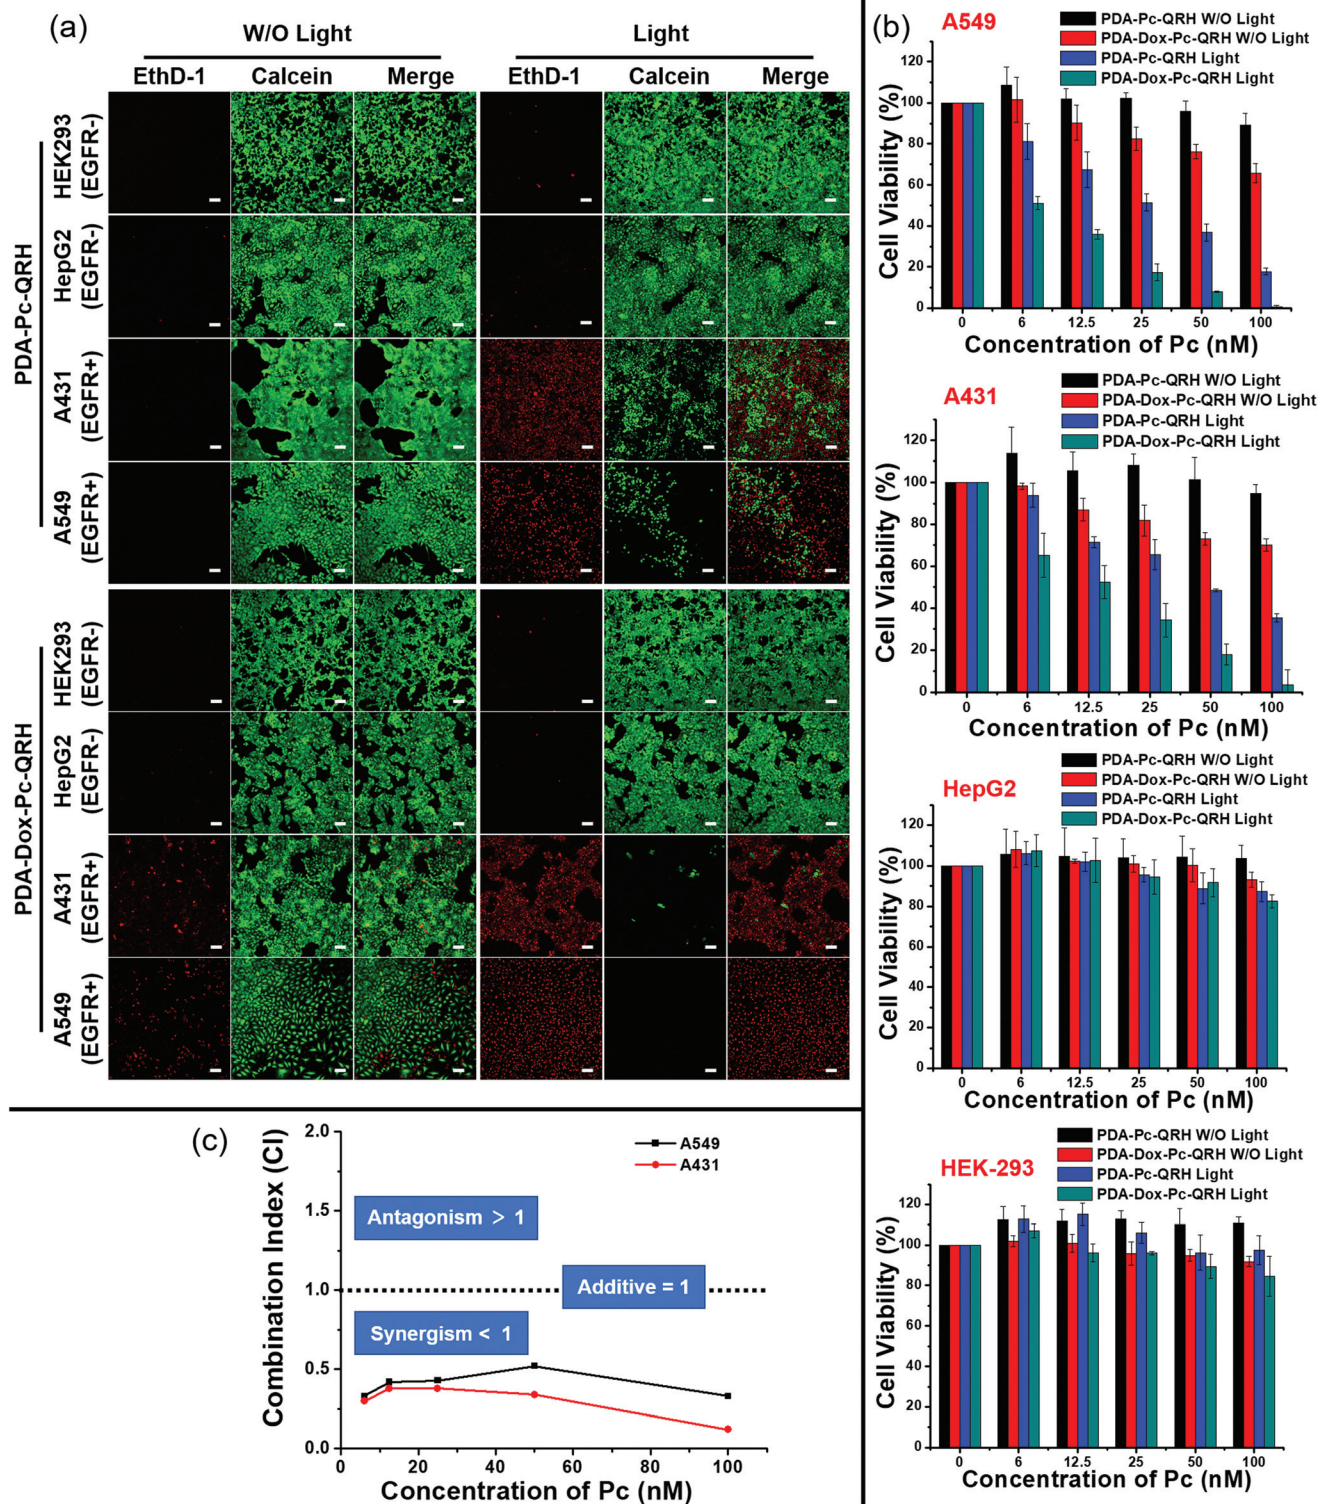 (a)
W/O Light
Light
EthD-1
Calcein
Merge
EthD-1
Calcein
Merge
PDA-Pc-QRH
HEK293
(EGFR-)
HepG2
(EGFR-)
A431
(EGFR+)
A549
(EGFR+)
PDA-Dox-Pc-QRH
HEK293
(EGFR-)
HepG2
(EGFR-)
A431
(EGFR+)
A549
(EGFR+)
(b)
A549
PDA-Pc-QRH W/O Light
PDA-Dox-Pc-QRH W/O Light
PDA-Pc-QRH Light
PDA-Dox-Pc-QRH Light
Cell Viability (%)
120
100
80
60
40
20
0
0 6 12.5 25 50 100
Concentration of Pc (nM)
A431
PDA-Pc-QRH W/O Light
PDA-Dox-Pc-QRH W/O Light
PDA-Pc-QRH Light
PDA-Dox-Pc-QRH Light
Cell Viability (%)
120
100
80
60
40
20
0
0 6 12.5 25 50 100
Concentration of Pc (nM)
HepG2
PDA-Pc-QRH W/O Light
PDA-Dox-Pc-QRH W/O Light
PDA-Pc-QRH Light
PDA-Dox-Pc-QRH Light
Cell Viability (%)
120
100
80
60
40
20
0
0 6 12.5 25 50 100
Concentration of Pc (nM)
HEK-293
PDA-Pc-QRH W/O Light
PDA-Dox-Pc-QRH W/O Light
PDA-Pc-QRH Light
PDA-Dox-Pc-QRH Light
Cell Viability (%)
120
100
80
60
40
20
0
0 6 12.5 25 50 100
Concentration of Pc (nM)
(c)
Combination Index (CI)
2.0
1.5
1.0
0.5
0.0
A549
A431
Antagonism > 1
Additive = 1
Synergism < 1
0 20 40 60 80 100
Concentration of Pc (nM)